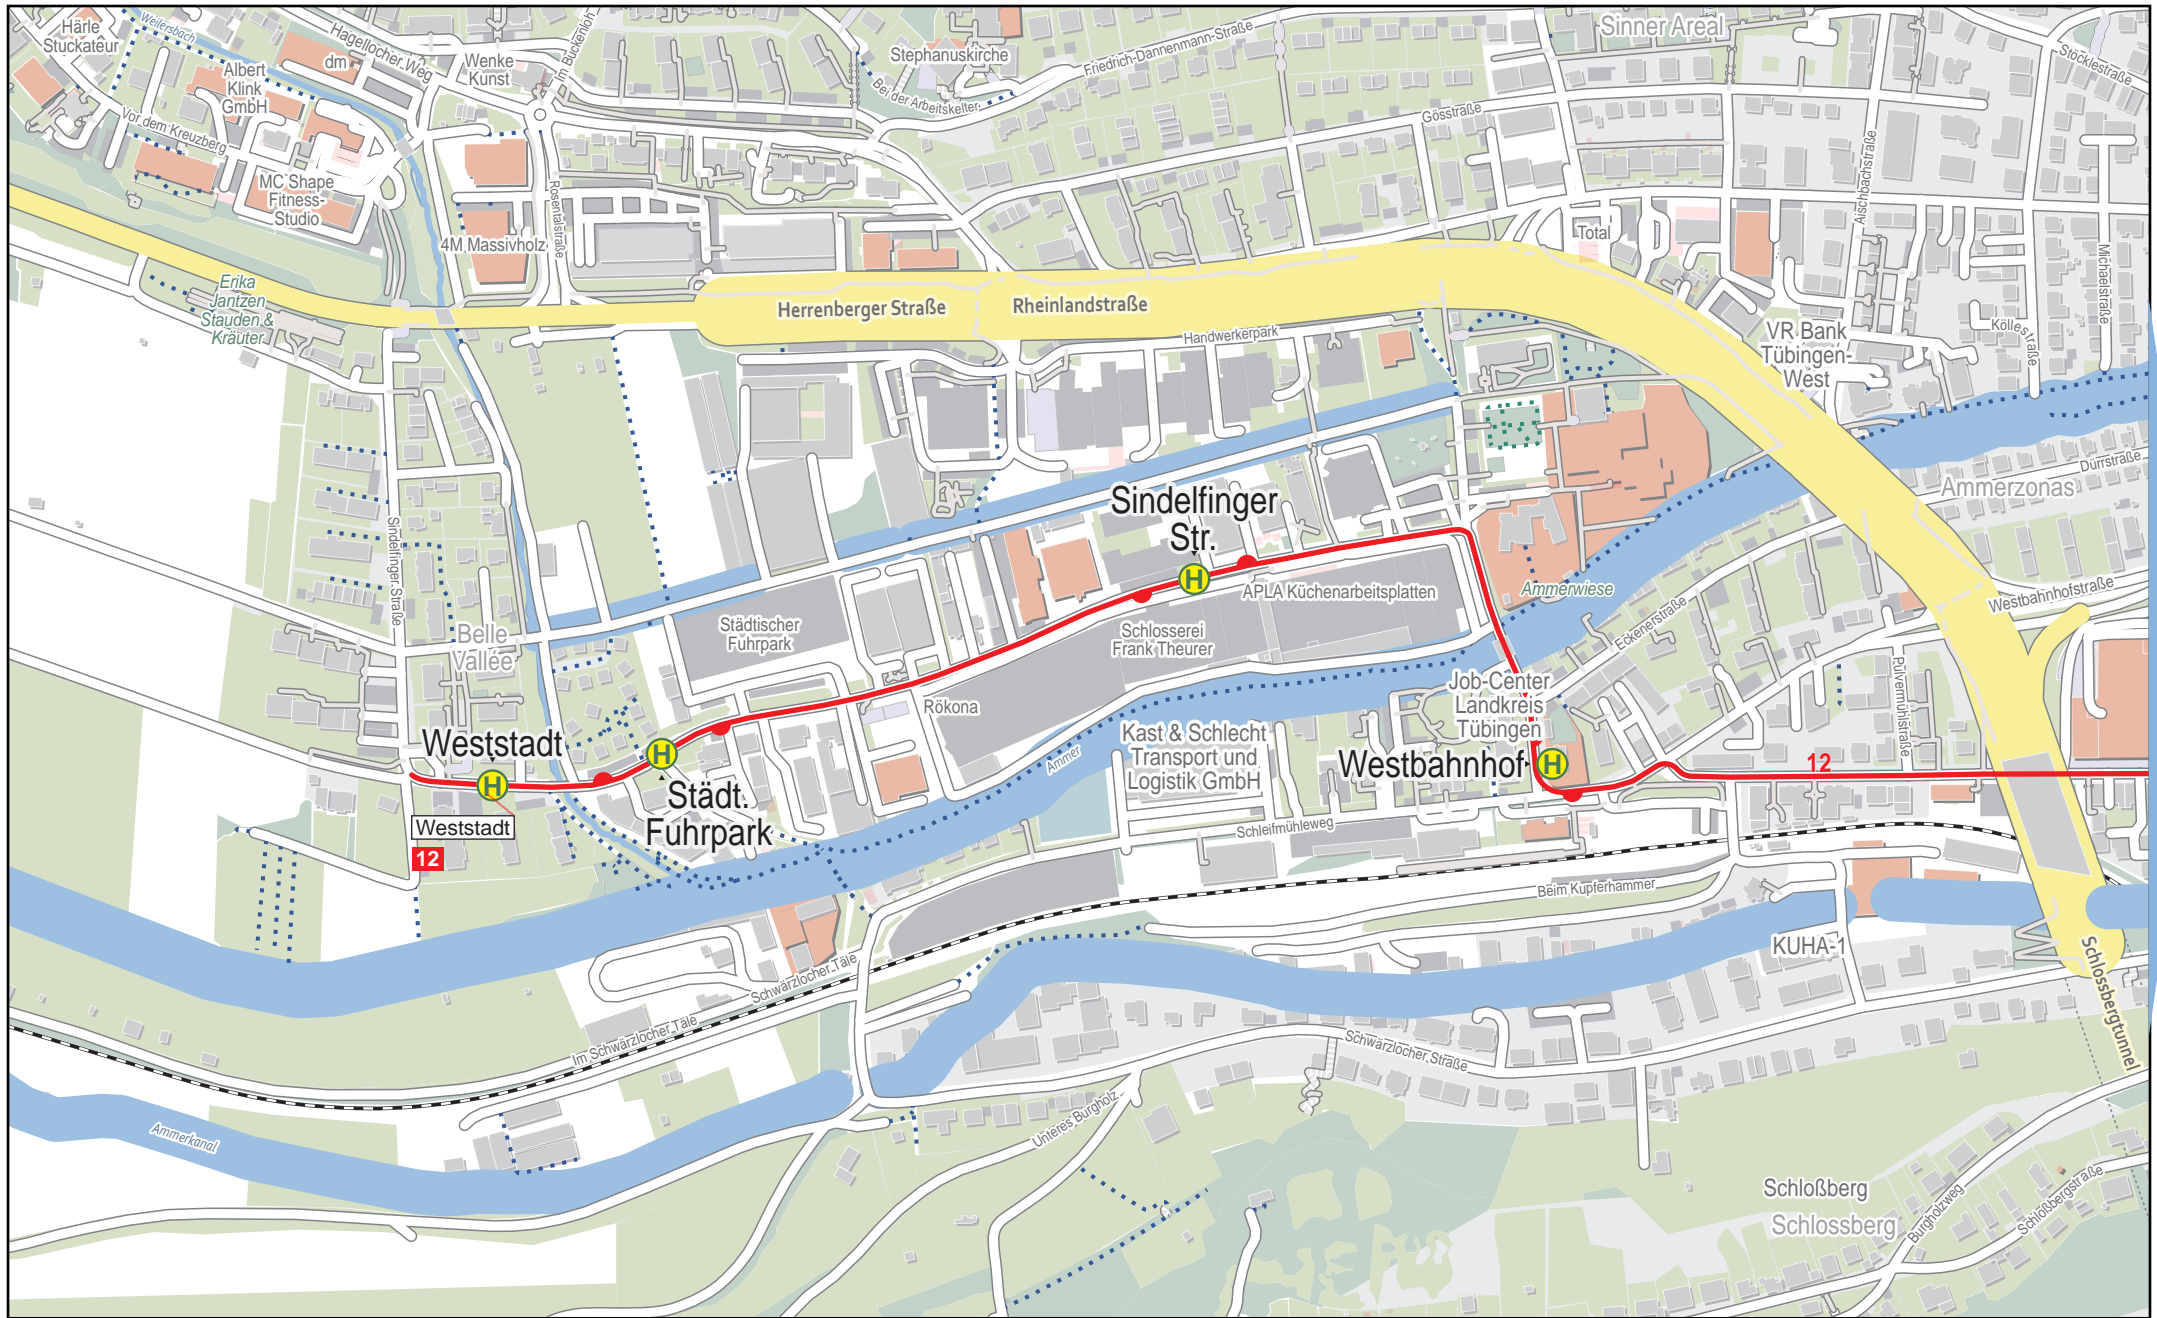 Härle
Stuckateur
Weilersbach
Hagellocher Weg
dm
Albert
Klink
GmbH
Wenke
Kunst
Im Buckenloh
Stephanuskirche
Bei der Arbeitskelter
Friedrich-Dannenmann-Straße
Sinner Areal
Stöcklestraße
Vor dem Kreuzberg
MC Shape
Fitness-
Studio
Rosentalstraße
4M Massivholz
Gösstraße
Aischbachstraße
Total
Michaelstraße
Köllestraße
Erika
Jantzen
Stauden &
Kräuter
Herrenberger Straße
Rheinlandstraße
Handwerkerpark
VR Bank
Tübingen-
West
Dürrstraße
Ammerzonas
Sindelfinger Straße
Sindelfinger
Str.
H
APLA Küchenarbeitsplatten
Ammerwiese
Westbahnhofstraße
Eckenerstraße
Belle
Vallée
Städtischer
Fuhrpark
Schlosserei
Frank Theurer
Rökona
Job-Center
Landkreis
Tübingen
Pulvermühlstraße
Weststadt
H
H
Städt.
Fuhrpark
Kast & Schlecht
Transport und
Logistik GmbH
Ammer
Westbahnhof
H
12
Weststadt
12
Schleifmühleweg
Beim Kupferhammer
KUHA-1
Schlossbergtunnel
Schwärzlocher Täle
Im Schwärzlocher Täle
Schwärzlocher Straße
Unteres Burgholz
Ammerkanal
Schloßberg
Schlossberg
Burgholzweg
Schloßbergstraße